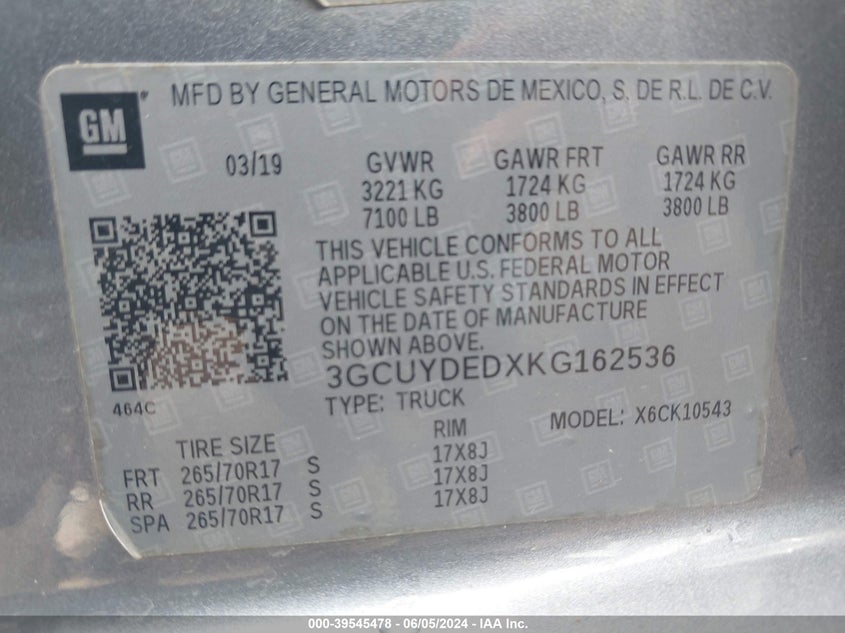 GM
MFD BY GENERAL MOTORS DE MEXICO, S. DE R.L. DE C.V.
03/19 GVWR GAWR FRT GAWR RR
3221 KG 1724 KG 1724 KG
7100 LB 3800 LB 3800 LB
THIS VEHICLE CONFORMS TO ALL
APPLICABLE U.S. FEDERAL MOTOR
VEHICLE SAFETY STANDARDS IN EFFECT
ON THE DATE OF MANUFACTURE
SHOWN ABOVE.
3GCUYDEDXKG162536
464C
TYPE: TRUCK MODEL: X6CK10543
TIRE SIZE RIM
FRT 265/70R17 S 17X8J
RR 265/70R17 S 17X8J
SPA 265/70R17 S 17X8J
000-39545478 - 06/05/2024 - IAA Inc.